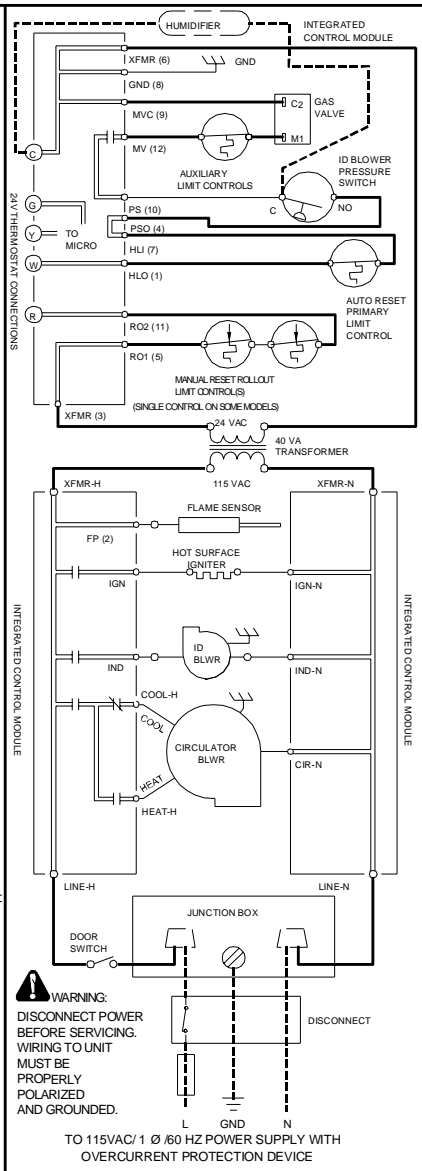 HUMIDIFIER
INTEGRATED
CONTROL MODULE
XFMR (6)
GND
GND (8)
MVC (9)
C2
GAS
VALVE
MV (12)
M1
AUXILIARY
LIMIT CONTROLS
ID BLOWER
PRESSURE
SWITCH
C
NO
C
G
Y
TO
MICRO
W
R
24V THERMOSTAT CONNECTIONS
PS (10)
PSO (4)
HLI (7)
HLO (1)
AUTO RESET
PRIMARY
LIMIT
CONTROL
RO2 (11)
RO1 (5)
MANUAL RESET ROLLOUT
LIMIT CONTROL(S)
(SINGLE CONTROL ON SOME MODELS)
XFMR (3)
24 VAC
40 VA
TRANSFORMER
115 VAC
XFMR-H
XFMR-N
FLAME SENSOR
FP (2)
HOT SURFACE
IGNITER
IGN
IGN-N
INTEGRATED CONTROL MODULE
INTEGRATED CONTROL MODULE
ID
BLWR
IND
IND-N
COOL-H
COOL
CIRCULATOR
BLWR
HEAT
HEAT-H
CIR-N
LINE-H
LINE-N
JUNCTION BOX
DOOR
SWITCH
! WARNING:
DISCONNECT POWER
BEFORE SERVICING.
WIRING TO UNIT
MUST BE
PROPERLY
POLARIZED
AND GROUNDED.
DISCONNECT
L
GND
N
TO 115VAC/ 1 Ø /60 HZ POWER SUPPLY WITH
OVERCURRENT PROTECTION DEVICE